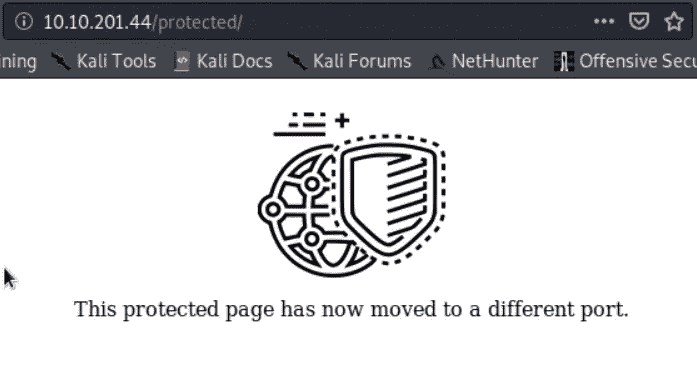 10.10.201.44/protected/
ining Kali Tools Kali Docs Kali Forums NetHunter Offensive Secu
This protected page has now moved to a different port.